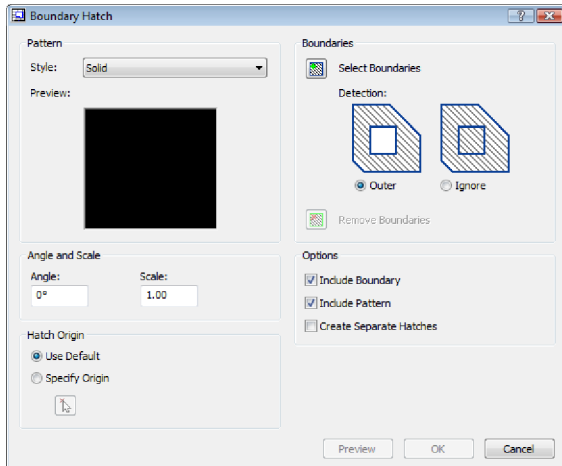 Boundary Hatch
Pattern
Style:
Solid
Preview:
Angle and Scale
Angle:
Scale:
0°
1.00
Hatch Origin
Use Default
Specify Origin
Boundaries
Select Boundaries
Detection:
Outer
Ignore
Remove Boundaries
Options
Include Boundary
Include Pattern
Create Separate Hatches
Preview
OK
Cancel